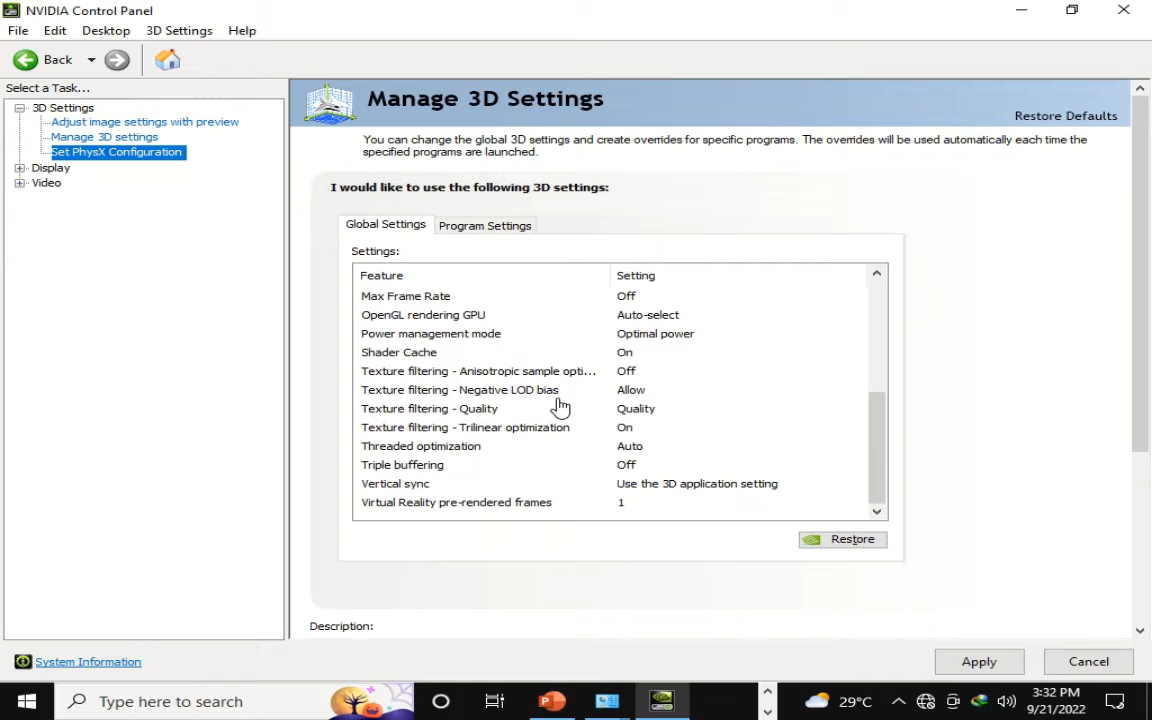 NVIDIA Control Panel
File Edit Desktop 3D Settings Help
Back
Select a Task...
3D Settings
Adjust image settings with preview
Manage 3D settings
Set PhysX Configuration
Display
Video
System Information
Manage 3D Settings
Restore Defaults
You can change the global 3D settings and create overrides for specific programs. The overrides will be used automatically each time the
specified programs are launched.
I would like to use the following 3D settings:
Global Settings Program Settings
Settings:
Feature Setting
Max Frame Rate Off
OpenGL rendering GPU Auto-select
Power management mode Optimal power
Shader Cache On
Texture filtering - Anisotropic sample opti... Off
Texture filtering - Negative LOD bias Allow
Texture filtering - Quality Quality
Texture filtering - Trilinear optimization On
Threaded optimization Auto
Triple buffering Off
Vertical sync Use the 3D application setting
Virtual Reality pre-rendered frames 1
Restore
Description:
Apply Cancel
Type here to search
29°C
3:32 PM
9/21/2022